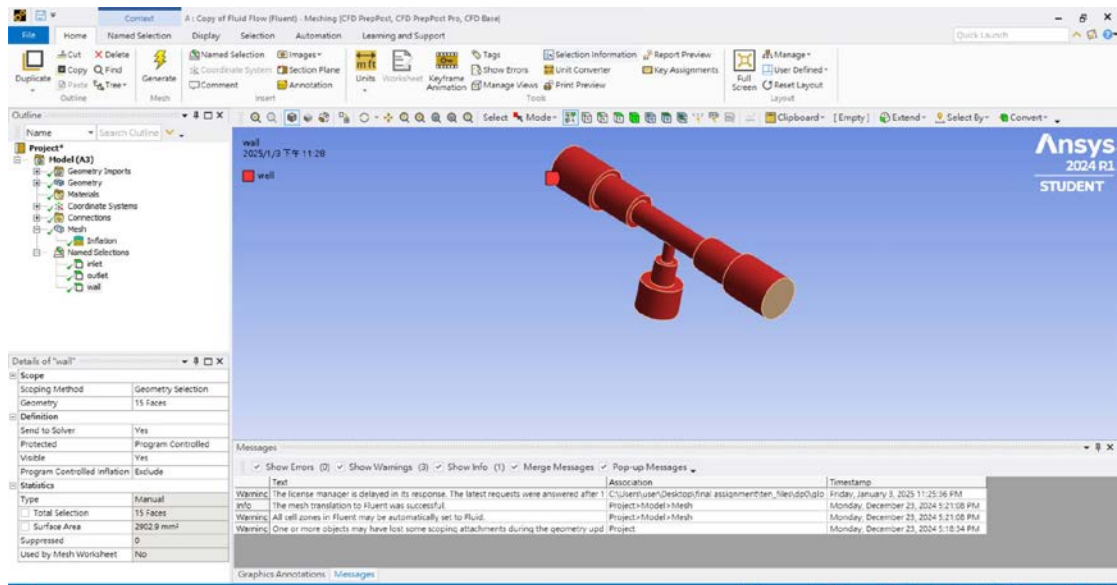 Context
A : Copy of Fluid Flow (Fluent) - Meshing [CFD PrepPost, CFD PrepPost Pro, CFD Base]
File Home Named Selection Display Selection Automation Learning and Support Quick Launch
Duplicate
Cut
Copy
Paste
Delete
Find
Tree
Outline
Generate
Mesh
Named Selection
Coordinate System
Comment
Images
Section Plane
Annotation
Insert
Units
Worksheet
Keyframe
Animation
Tags
Show Errors
Manage Views
Selection Information
Unit Converter
Print Preview
Report Preview
Key Assignments
Tools
Full
Screen
Manage
User Defined
Reset Layout
Layout
Outline
Name Search Outline
Select Mode Clipboard [Empty] Extend Select By Convert
Project*
Model (A3)
Geometry Imports
Geometry
Materials
Coordinate Systems
Connections
Mesh
Inflation
Named Selections
inlet
outlet
wall
wall
2025/1/3 下午 11:28
wall
Ansys
2024 R1
STUDENT
Details of "wall"
Scope
Scoping Method Geometry Selection
Geometry 15 Faces
Definition
Send to Solver Yes
Protected Program Controlled
Visible Yes
Program Controlled Inflation Exclude
Statistics
Type Manual
Total Selection 15 Faces
Surface Area 2902.9 mm²
Suppressed 0
Used by Mesh Worksheet No
Messages
Show Errors (0) Show Warnings (3) Show Info (1) Merge Messages Pop-up Messages
Text Association Timestamp
Warning The license manager is delayed in its response. The latest requests were answered after 1 C:\Users\user\Desktop\final assignment\ten_files\dp0\glo Friday, January 3, 2025 11:25:36 PM
Info The mesh translation to Fluent was successful. Project>Model>Mesh Monday, December 23, 2024 5:21:08 PM
Warning All cell zones in Fluent may be automatically set to Fluid. Project>Model>Mesh Monday, December 23, 2024 5:21:08 PM
Warning One or more objects may have lost some scoping attachments during the geometry upd Project Monday, December 23, 2024 5:18:34 PM
Graphics Annotations Messages